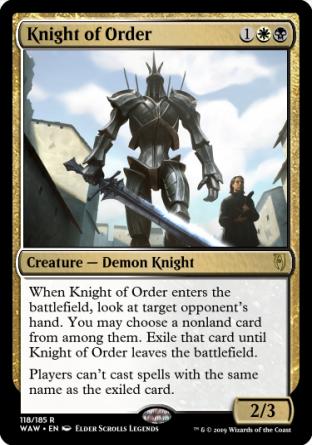 Knight of Order 1
Creature — Demon Knight
When Knight of Order enters the
battlefield, look at target opponent's
hand. You may choose a nonland card
from among them. Exile that card until
Knight of Order leaves the battlefield.
Players can't cast spells with the same
name as the exiled card.
2/3
118/185 R
WAW • EN Elder Scrolls Legends
™ & © 2019 Wizards of the Coast